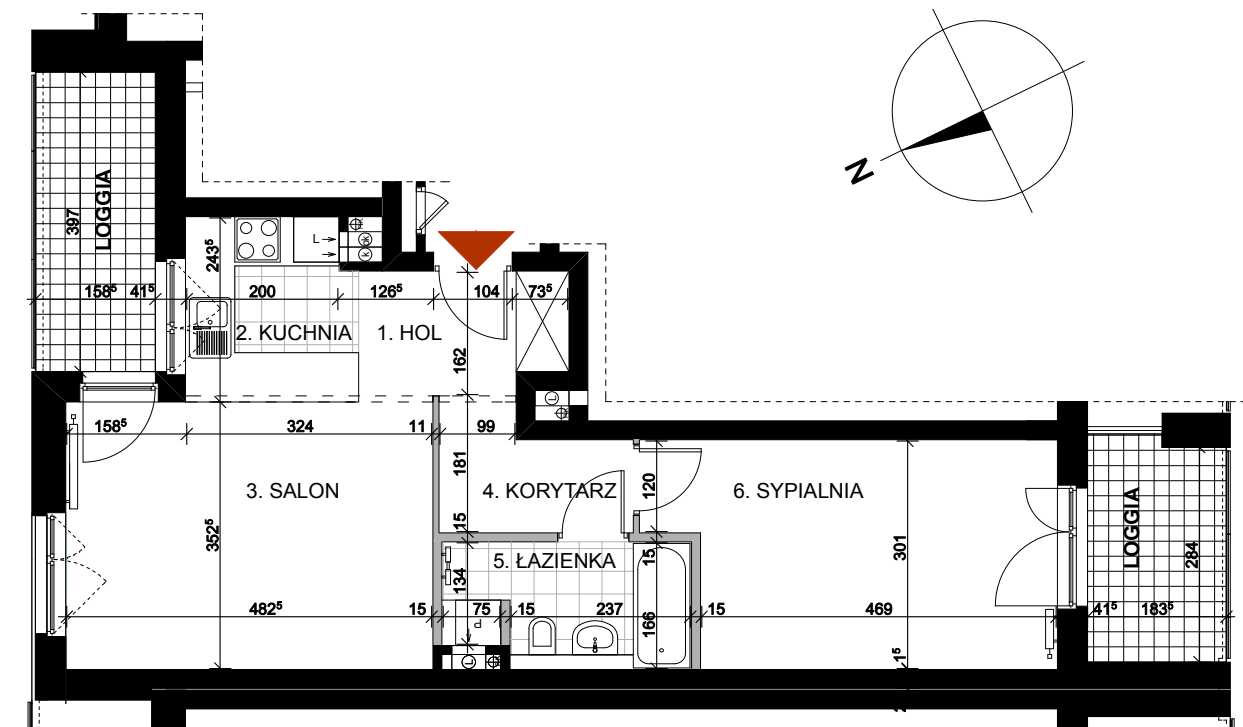 N
LOGGIA
397
243⁵
158⁵
41⁵
200
126⁵
104
73⁵
L
K
K
2. KUCHNIA
1. HOL
162
L
158⁵
324
11
99
181
3. SALON
4. KORYTARZ
120
6. SYPIALNIA
LOGGIA
284
352⁵
15
5. ŁAZIENKA
15
301
134
482⁵
15
75
15
237
166
15
469
41⁵
183⁵
P
L
1⁵